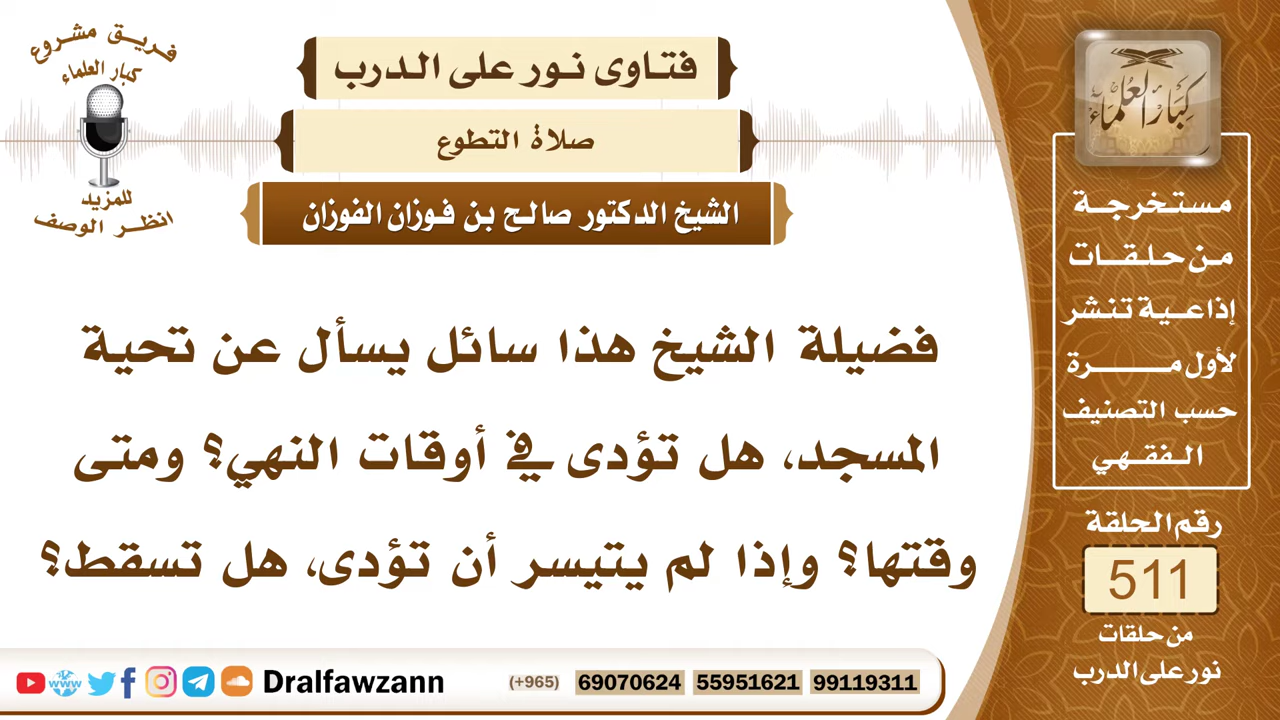 فريق مشروع
كبار العلماء
للمزيد
انظر الوصف
فتاوى نور على الدرب
صلاة التطوع
الشيخ الدكتور صالح بن فوزان الفوزان
فضيلة الشيخ هذا سائل يسأل عن تحية
المسجد، هل تؤدى في أوقات النهي؟ ومتى
وقتها؟ وإذا لم يتيسر أن تؤدى، هل تسقط؟
كبار العلماء
مستخرجة
من حلقات
إذاعية تنشر
لأول مرة
حسب التصنيف
الفقهي
رقم الحلقة
511
من حلقات
نور على الدرب
www Dralfawzann (+965) 69070624 55951621 99119311